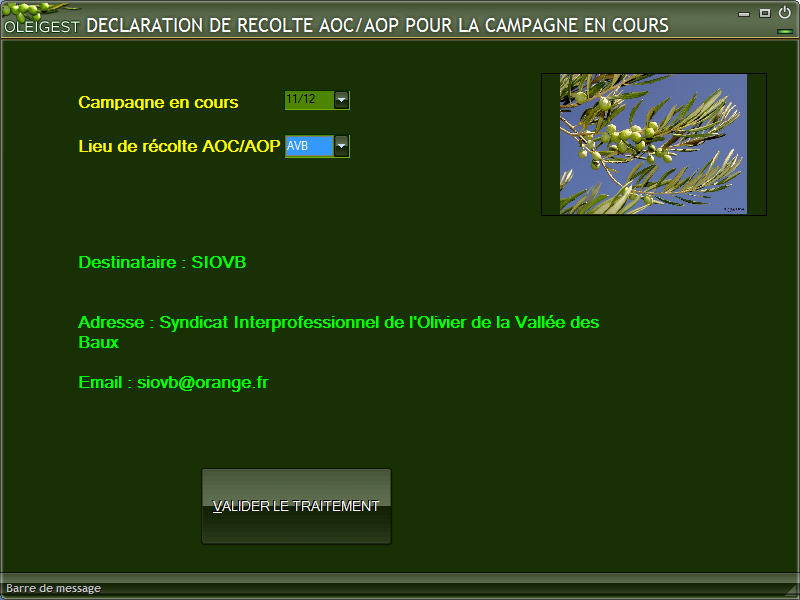 OLEIGEST DECLARATION DE RECOLTE AOC/AOP POUR LA CAMPAGNE EN COURS
Campagne en cours 11/12
Lieu de récolte AOC/AOP AVB
Destinataire : SIOVB
Adresse : Syndicat Interprofessionnel de l'Olivier de la Vallée des
Baux
Email : siovb@orange.fr
VALIDER LE TRAITEMENT
Barre de message